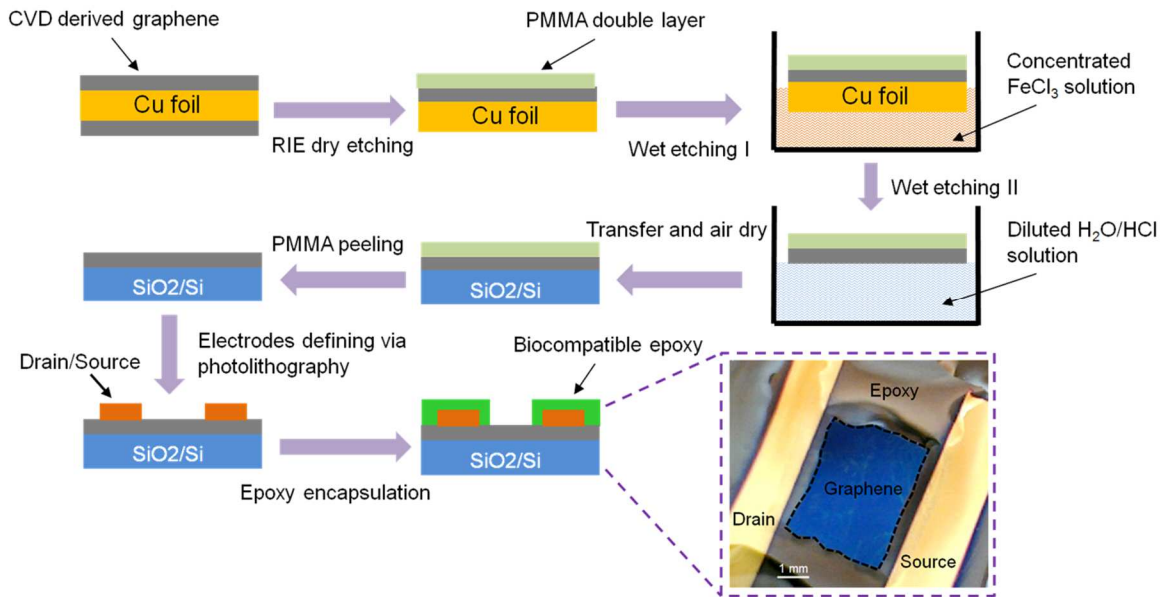 CVD derived graphene
PMMA double layer
Cu foil
RIE dry etching
Cu foil
Wet etching I
Cu foil
Concentrated
FeCl₃ solution
Wet etching II
Diluted H₂O/HCl
solution
Transfer and air dry
SiO2/Si
PMMA peeling
SiO2/Si
Electrodes defining via
photolithography
Drain/Source
SiO2/Si
Epoxy encapsulation
Biocompatible epoxy
SiO2/Si
Epoxy
Graphene
Drain
Source
1 mm